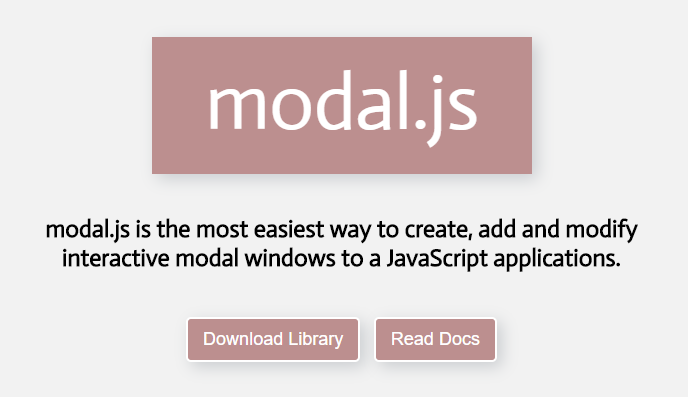 modal.js
modal.js is the most easiest way to create, add and modify
interactive modal windows to a JavaScript applications.
Download Library
Read Docs